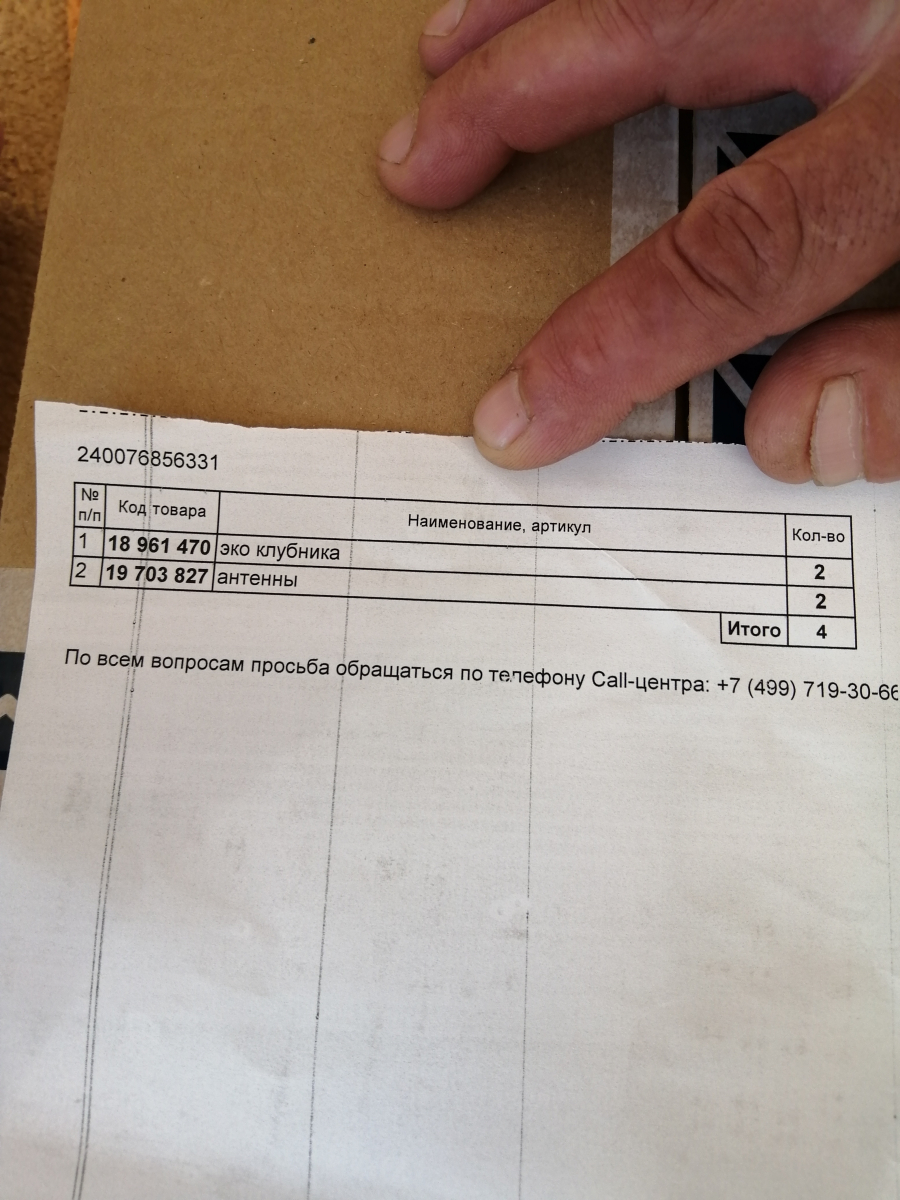 240076856331
№ п/п Код товара Наименование, артикул Кол-во
1 18 961 470 эко клубника 2
2 19 703 827 антенны 2
Итого 4
По всем вопросам просьба обращаться по телефону Call-центра: +7 (499) 719-30-66